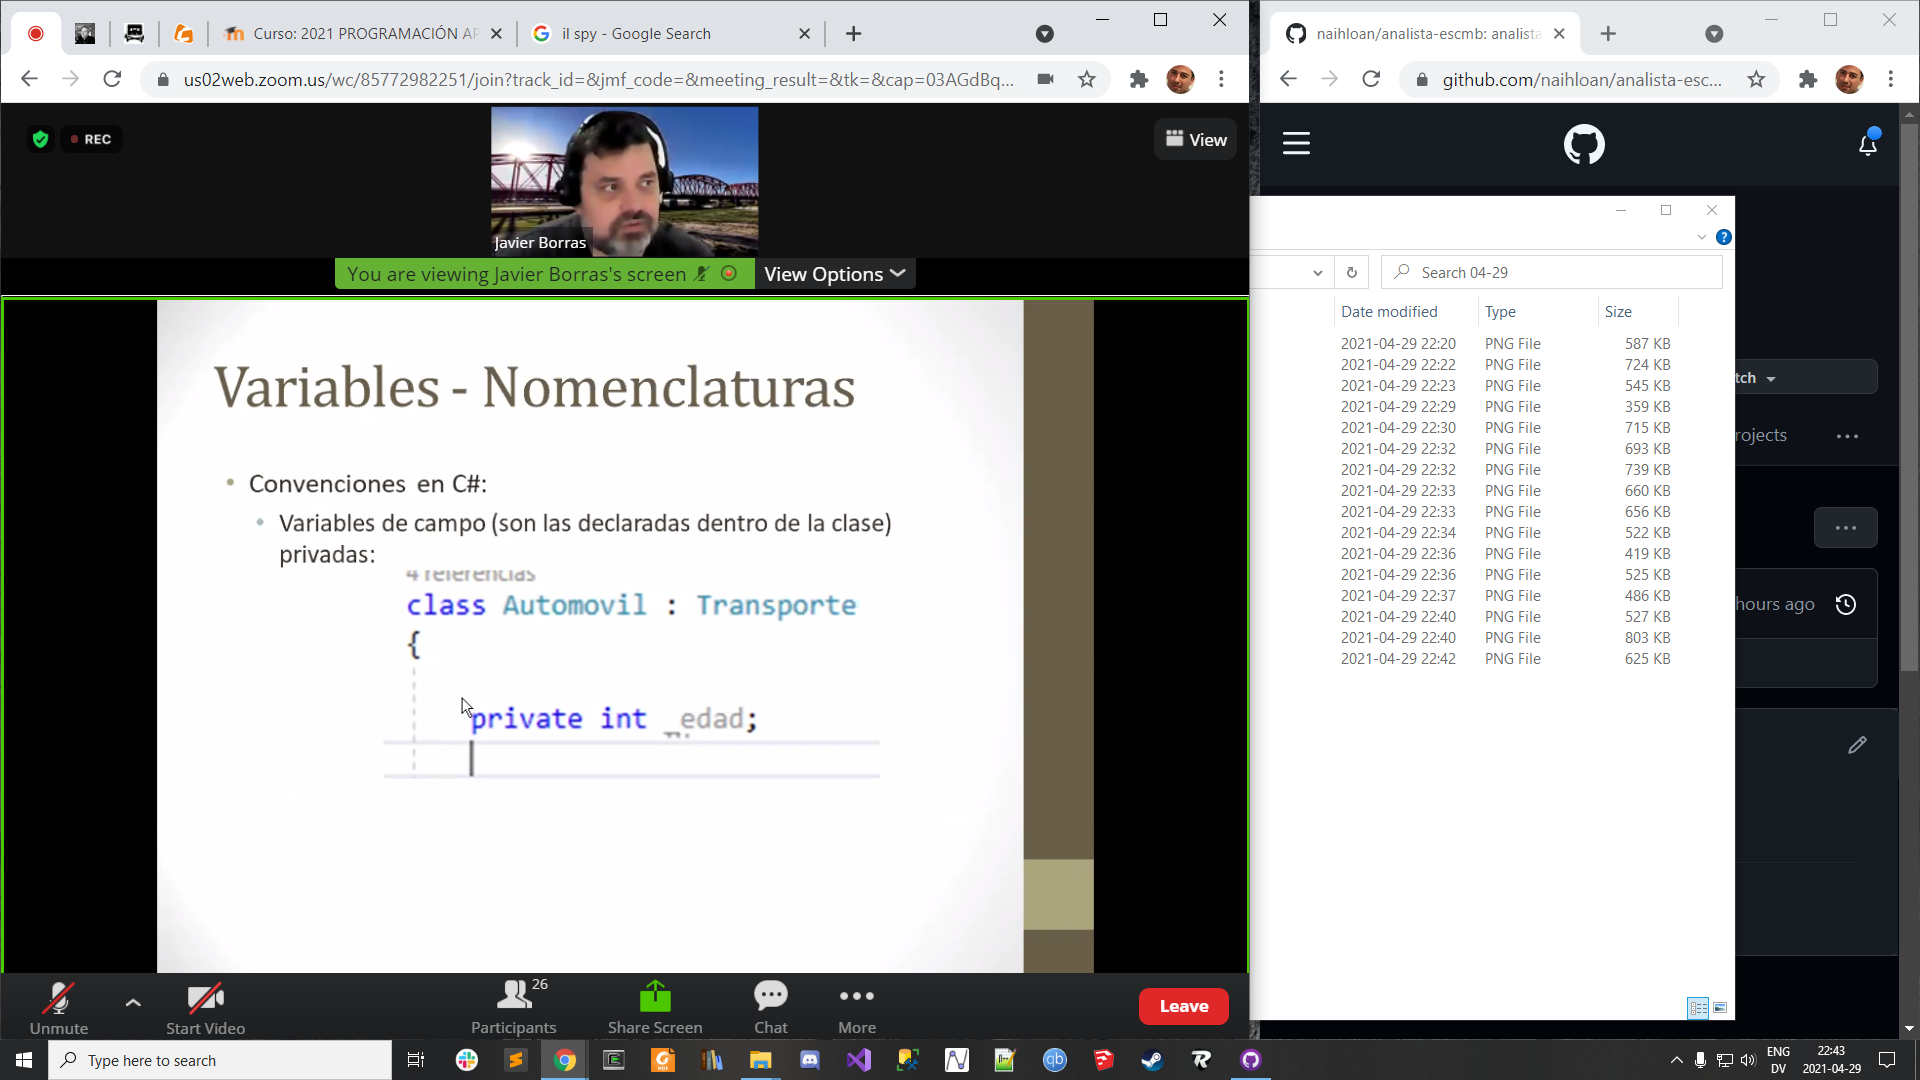 Curso: 2021 PROGRAMACIÓN AP
il spy - Google Search
us02web.zoom.us/wc/85772982251/join?track_id=&jmf_code=&meeting_result=&tk=&cap=03AGdBq...
REC
View
Javier Borras
You are viewing Javier Borras's screen
View Options
Variables - Nomenclaturas
Convenciones en C#:
Variables de campo (son las declaradas dentro de la clase)
privadas:
4 referencias
class Automovil : Transporte
{
private int _edad;
Unmute
Start Video
26
Participants
Share Screen
Chat
More
Leave
naihloan/analista-escmb: analista
github.com/naihloan/analista-esc...
Search 04-29
Date modified Type Size
2021-04-29 22:20 PNG File 587 KB
2021-04-29 22:22 PNG File 724 KB
2021-04-29 22:23 PNG File 545 KB
2021-04-29 22:29 PNG File 359 KB
2021-04-29 22:30 PNG File 715 KB
2021-04-29 22:32 PNG File 693 KB
2021-04-29 22:32 PNG File 739 KB
2021-04-29 22:33 PNG File 660 KB
2021-04-29 22:33 PNG File 656 KB
2021-04-29 22:34 PNG File 522 KB
2021-04-29 22:36 PNG File 419 KB
2021-04-29 22:36 PNG File 525 KB
2021-04-29 22:37 PNG File 486 KB
2021-04-29 22:40 PNG File 527 KB
2021-04-29 22:40 PNG File 803 KB
2021-04-29 22:42 PNG File 625 KB
tch
rojects
hours ago
Type here to search
ENG
DV
22:43
2021-04-29